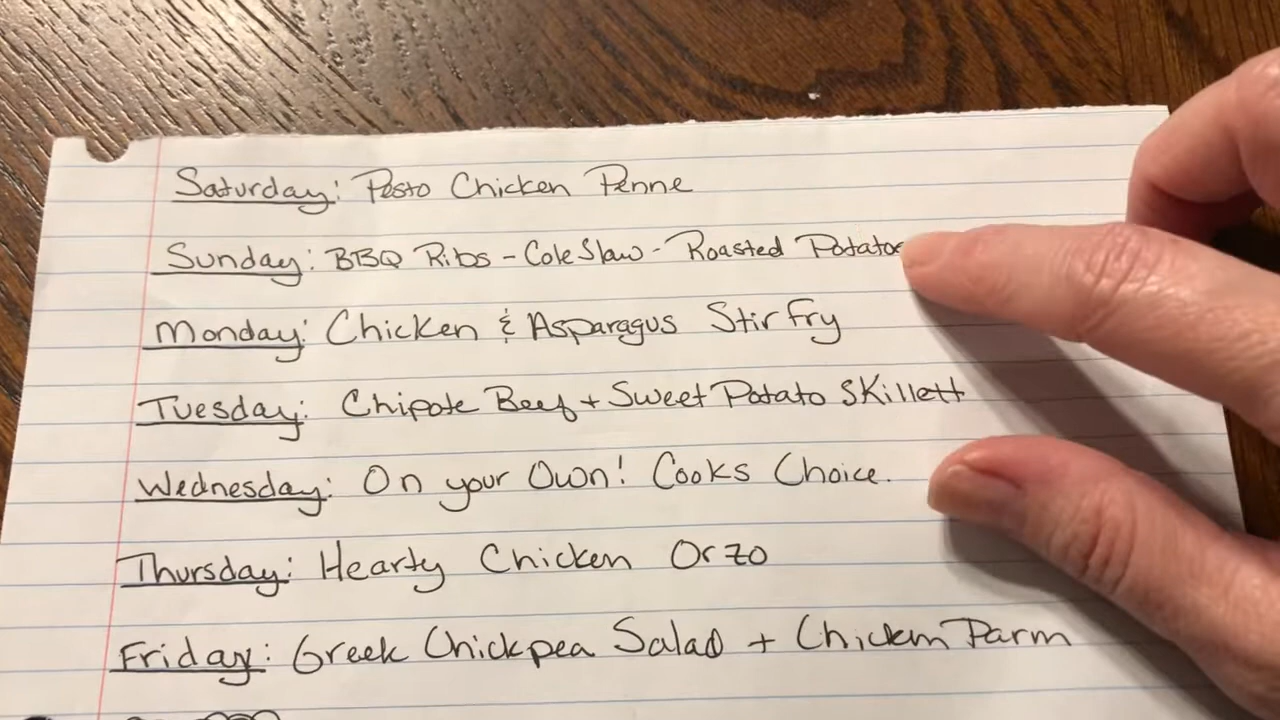 Saturday: Pesto Chicken Penne
Sunday: BBQ Ribs - Cole Slaw - Roasted Potatoes
Monday: Chicken & Asparagus Stir Fry
Tuesday: Chipote Beef + Sweet Potato Skillett
Wednesday: On your Own! Cooks Choice.
Thursday: Hearty Chicken Orzo
Friday: Greek Chickpea Salad + Chicken Parm